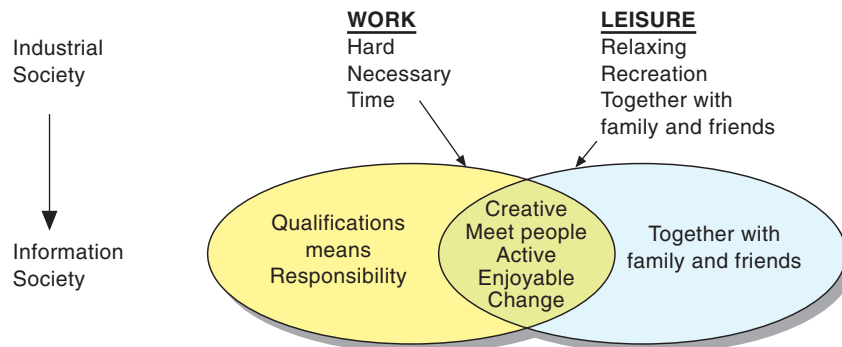 WORK
Hard
Necessary
Time
LEISURE
Relaxing
Recreation
Together with
family and friends
Industrial
Society
Information
Society
Qualifications
means
Responsibility
Creative
Meet people
Active
Enjoyable
Change
Together with
family and friends